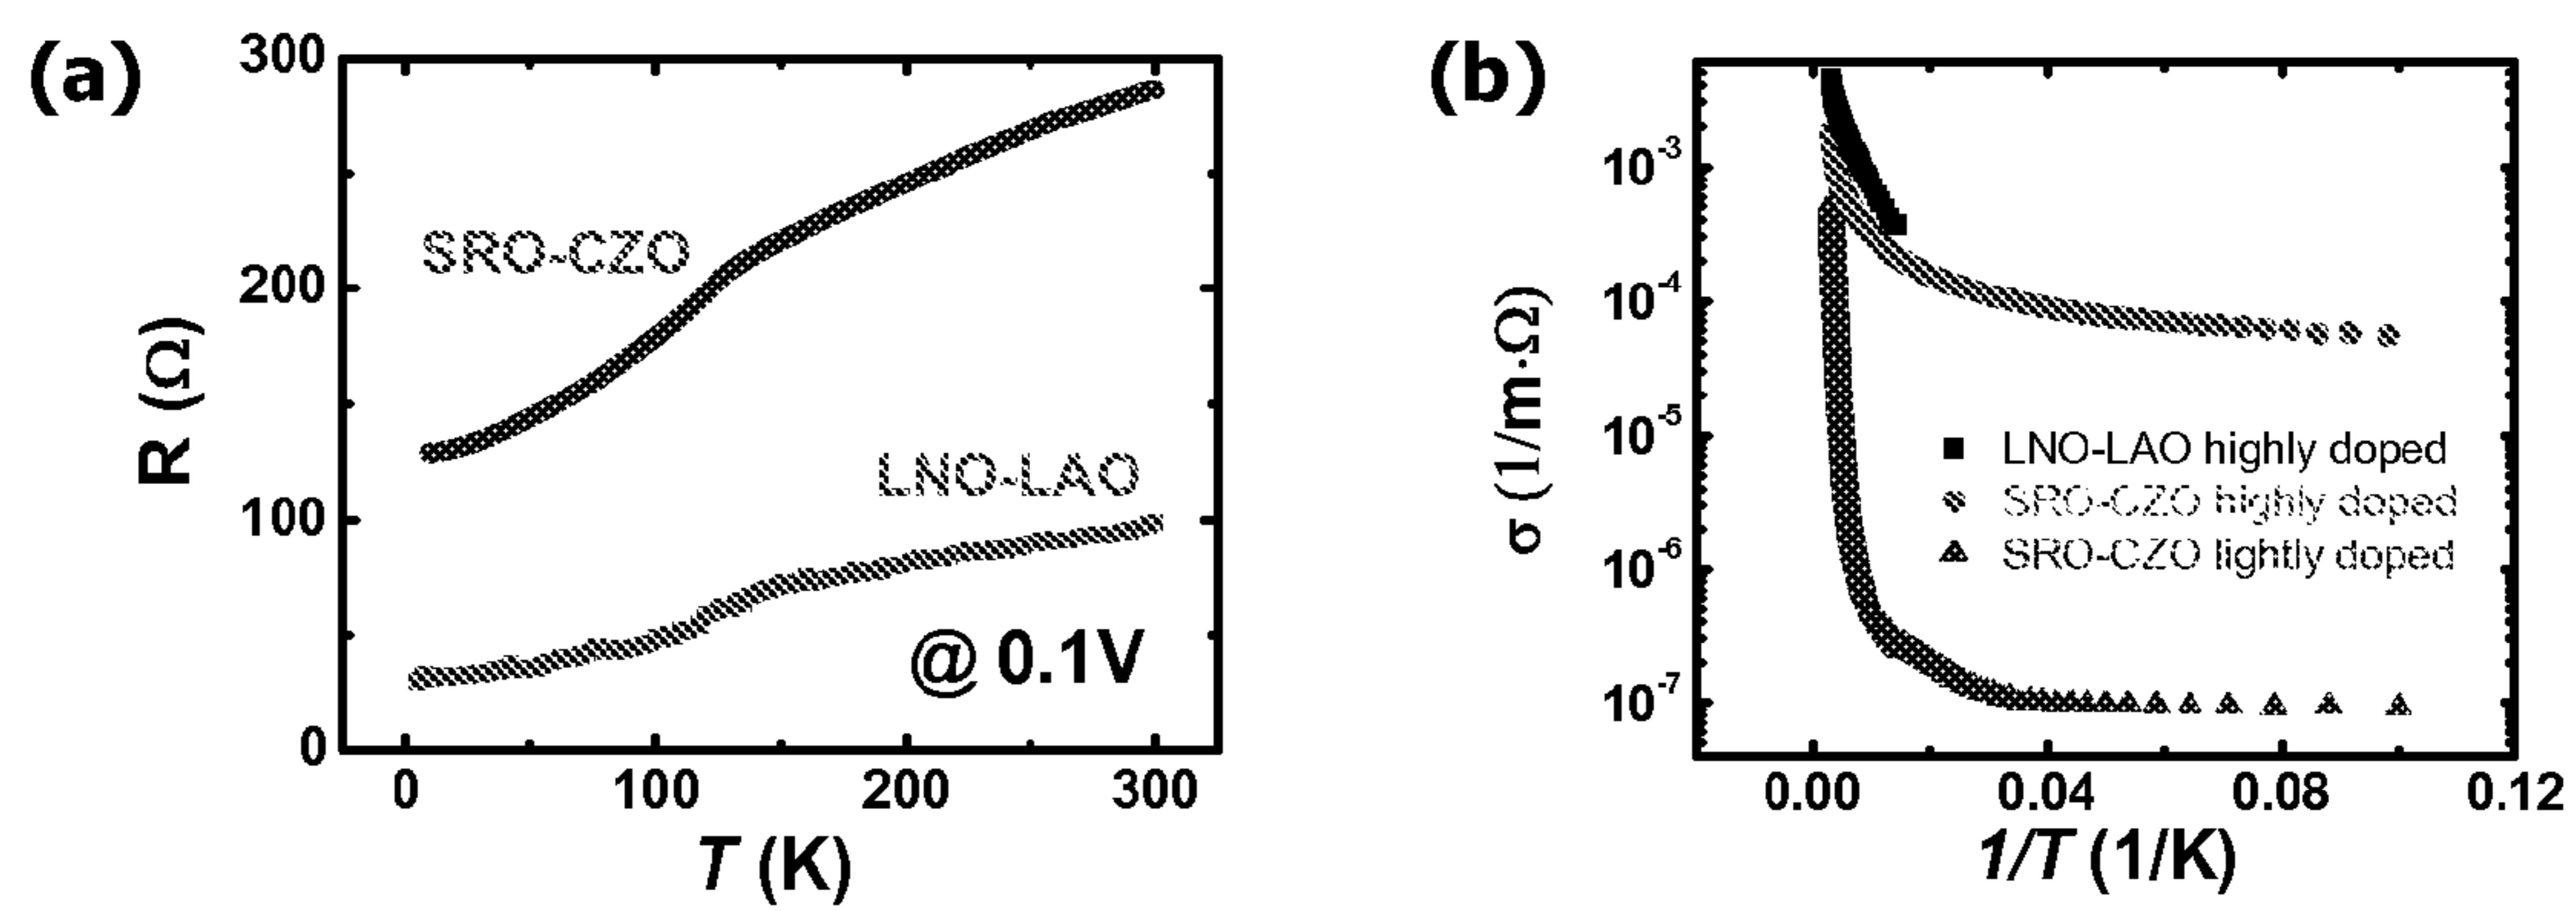 (a)
300
200
100
0
R (Ω)
SRO-CZO
LNO-LAO
@ 0.1V
0 100 200 300
T (K)
(b)
10-3
10-4
10-5
10-6
10-7
σ (1/m·Ω)
LNO-LAO highly doped
SRO-CZO highly doped
SRO-CZO lightly doped
0.00 0.04 0.08 0.12
1/T (1/K)